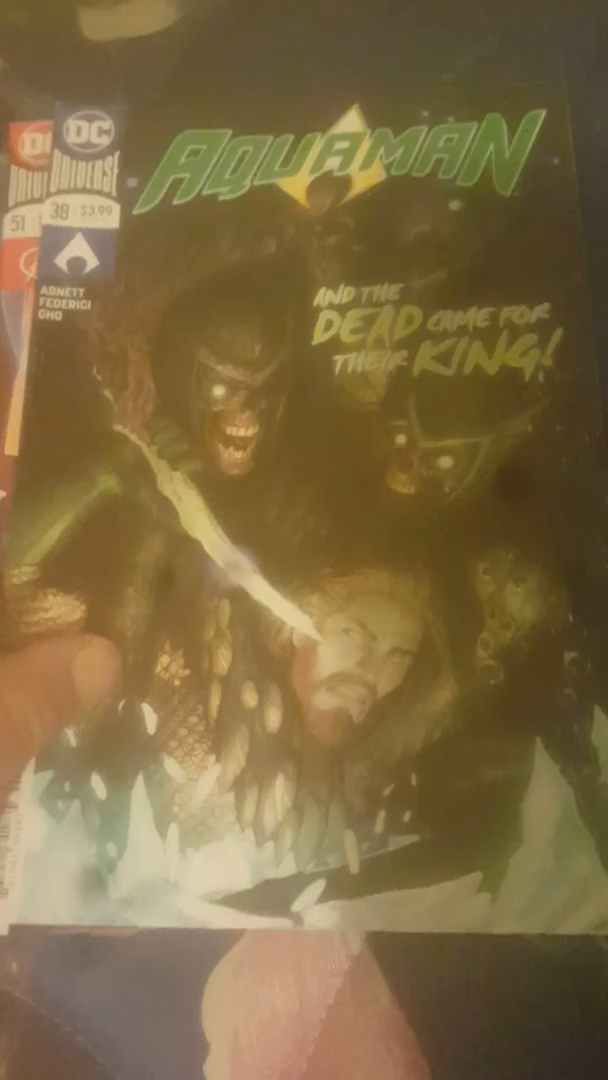 DC
UNIVERSE
38 $3.99
ABNETT
FEDERICI
GHO
AQUAMAN
AND THE
DEAD CAME FOR
THEIR KING!
51